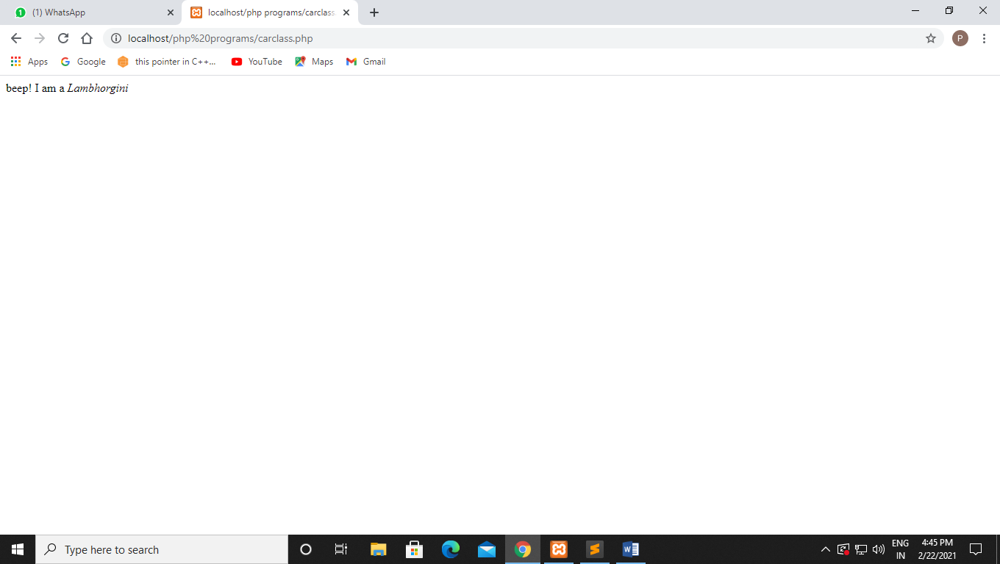 1 (1) WhatsApp
localhost/php programs/carclass.
localhost/php%20programs/carclass.php
P
Apps
Google
this pointer in C++...
YouTube
Maps
Gmail
beep! I am a Lambhorgini
Type here to search
ENG
IN
4:45 PM
2/22/2021